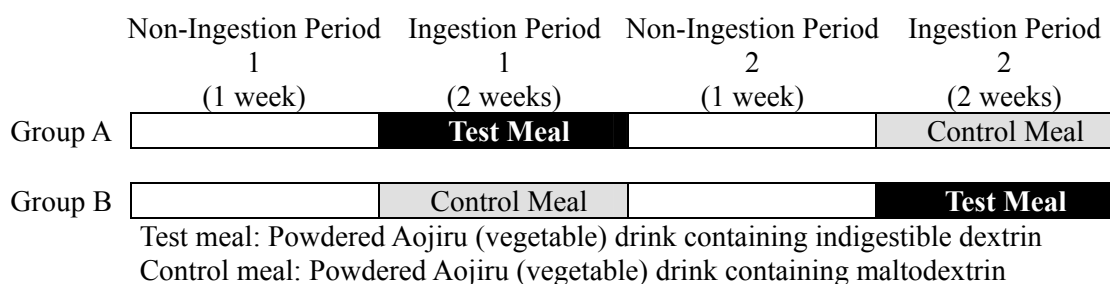 Non-Ingestion Period Ingestion Period Non-Ingestion Period Ingestion Period
1 1 2 2
(1 week) (2 weeks) (1 week) (2 weeks)
Group A Test Meal Control Meal
Group B Control Meal Test Meal
Test meal: Powdered Aojiru (vegetable) drink containing indigestible dextrin
Control meal: Powdered Aojiru (vegetable) drink containing maltodextrin